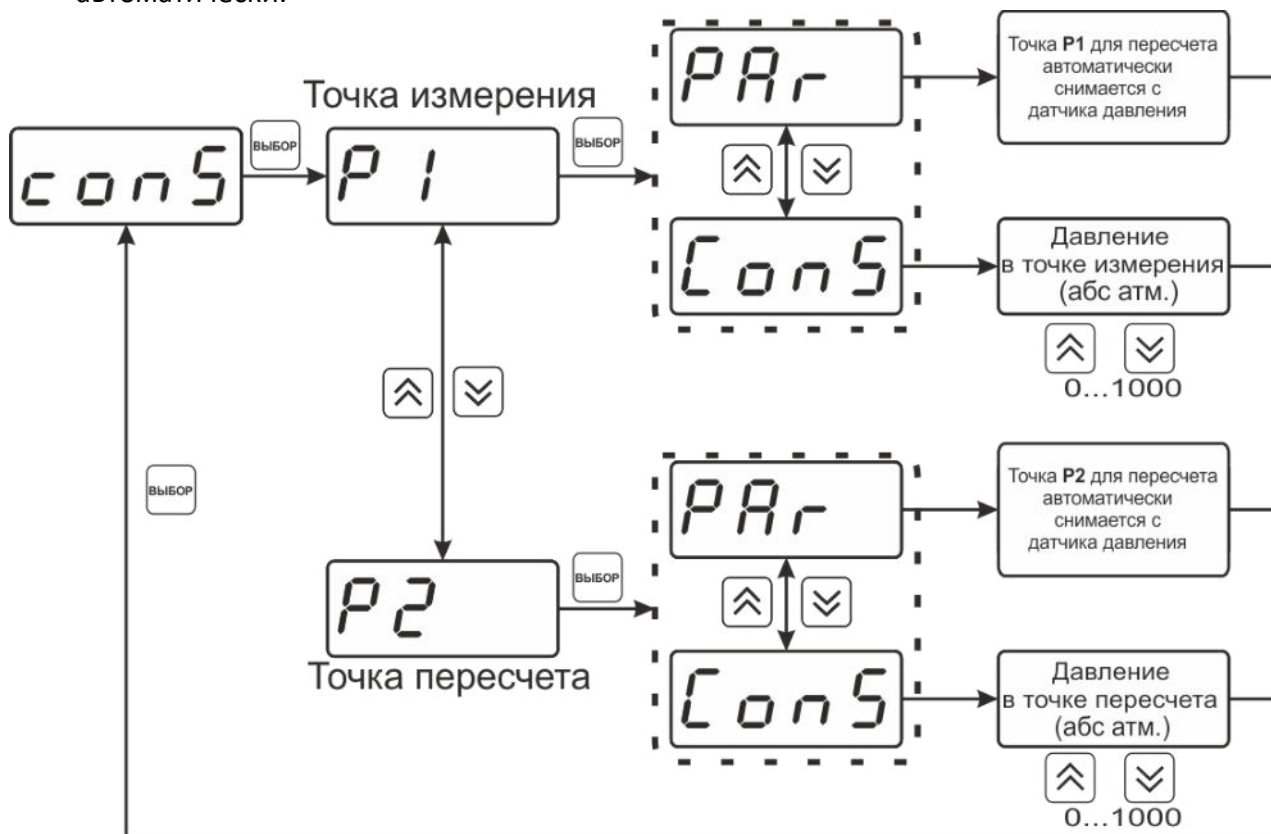 автоматически.
Точка измерения
conS
ВЫБОР
P1
ВЫБОР
PAr
Точка P1 для пересчета
автоматически
снимается с
датчика давления
ConS
Давление
в точке измерения
(абс атм.)
0...1000
ВЫБОР
P2
Точка пересчета
ВЫБОР
PAr
Точка P2 для пересчета
автоматически
снимается с
датчика давления
ConS
Давление
в точке пересчета
(абс атм.)
0...1000